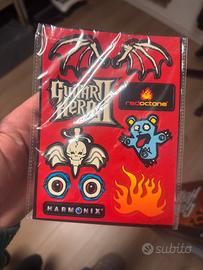 GUITAR
HERO II
redoctane
HARMONIX
subito